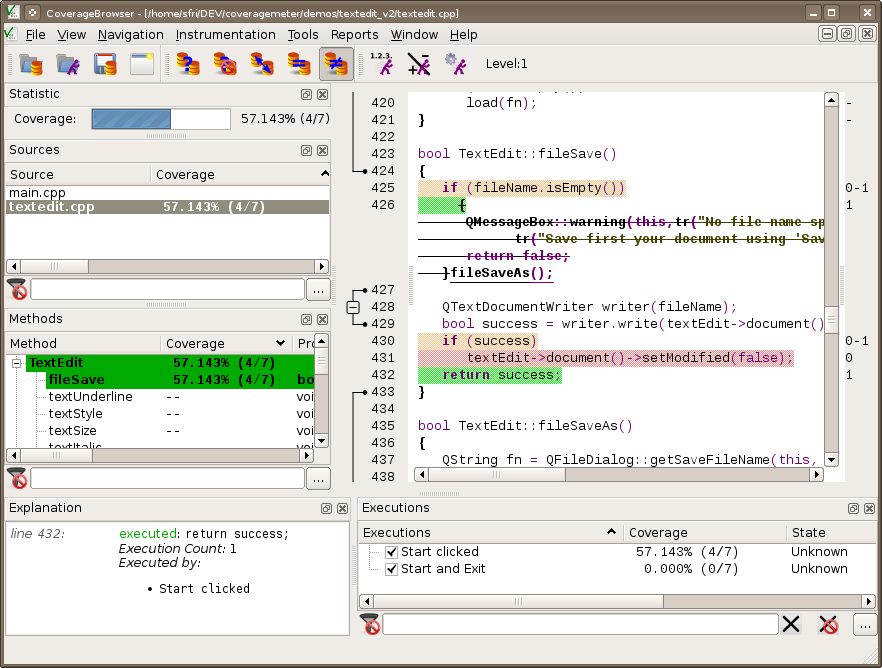 CoverageBrowser - [/home/sfri/DEV/coveragemeter/demos/textedit_v2/textedit.cpp]
File View Navigation Instrumentation Tools Reports Window Help
1.2.3. Level:1
Statistic
Coverage: 57.143% (4/7)
Sources
Source Coverage
main.cpp
textedit.cpp 57.143% (4/7)
...
Methods
Method Coverage Pro
TextEdit 57.143% (4/7)
fileSave 57.143% (4/7) bo
textUnderline -- voi
textStyle -- voi
textSize -- voi
textItalic -- voi
...
420 load(fn); -
421 } -
422
423 bool TextEdit::fileSave()
424 {
425 if (fileName.isEmpty()) 0-1
426 { 1
QMessageBox::warning(this,tr("No file name sp
tr("Save first your document using 'Sav
return false;
}fileSaveAs();
427
428 QTextDocumentWriter writer(fileName);
429 bool success = writer.write(textEdit->document()
430 if (success) 0-1
431 textEdit->document()->setModified(false); 0
432 return success; 1
433 }
434
435 bool TextEdit::fileSaveAs()
436 {
437 QString fn = QFileDialog::getSaveFileName(this,
438
Explanation
line 432: executed: return success;
Execution Count: 1
Executed by:
• Start clicked
Executions
Executions Coverage State
Start clicked 57.143% (4/7) Unknown
Start and Exit 0.000% (0/7) Unknown
...